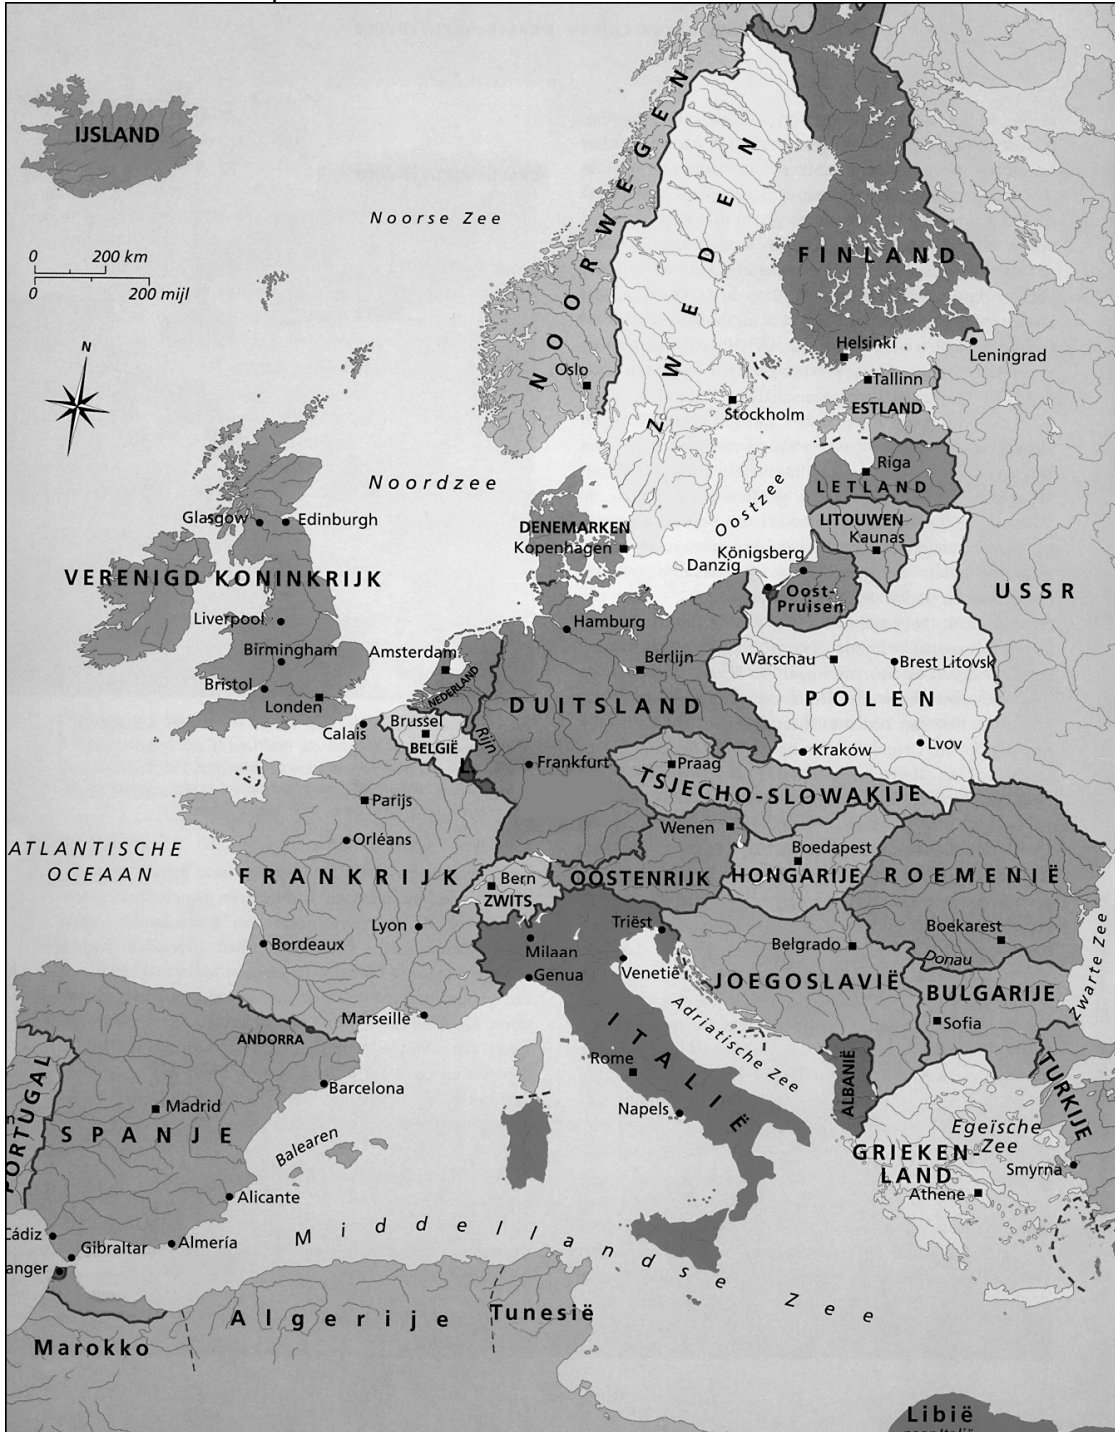 IJSLAND
Noorse Zee
0 200 km
0 200 mijl
N
NOORWEGEN
ZWEDEN
FINLAND
Oslo
Helsinki
Leningrad
Tallinn
Stockholm
ESTLAND
Riga
LETLAND
Noordzee
Oostzee
Glasgow
Edinburgh
DENEMARKEN
Kopenhagen
LITOUWEN
Kaunas
Königsberg
Danzig
Oost-
Pruisen
USSR
VERENIGD KONINKRIJK
Liverpool
Birmingham
Bristol
Londen
Hamburg
Amsterdam
NEDERLAND
Berlijn
Warschau
Brest Litovsk
POLEN
DUITSLAND
Calais
Brussel
BELGIË
Rijn
L.
Frankfurt
Kraków
Lvov
Praag
TSJECHO-SLOWAKIJE
Parijs
Orléans
Wenen
Boedapest
ATLANTISCHE
OCEAAN
FRANKRIJK
Bern
ZWITS.
OOSTENRIJK
HONGARIJE
ROEMENIË
Lyon
Bordeaux
Milaan
Genua
Triëst
Venetië
Belgrado
Boekarest
Donau
Zwarte Zee
JOEGOSLAVIË
BULGARIJE
Sofia
Marseille
ANDORRA
Adriatische Zee
ITALIË
Rome
Napels
ALBANIË
TURKIJE
Barcelona
Madrid
PORTUGAL
SPANJE
Balearen
Egeïsche
Zee
GRIEKEN-
LAND
Smyrna
Athene
Alicante
Cádiz
Gibraltar
Almería
anger
Middellandse Zee
Algerije
Tunesië
Marokko
Libië